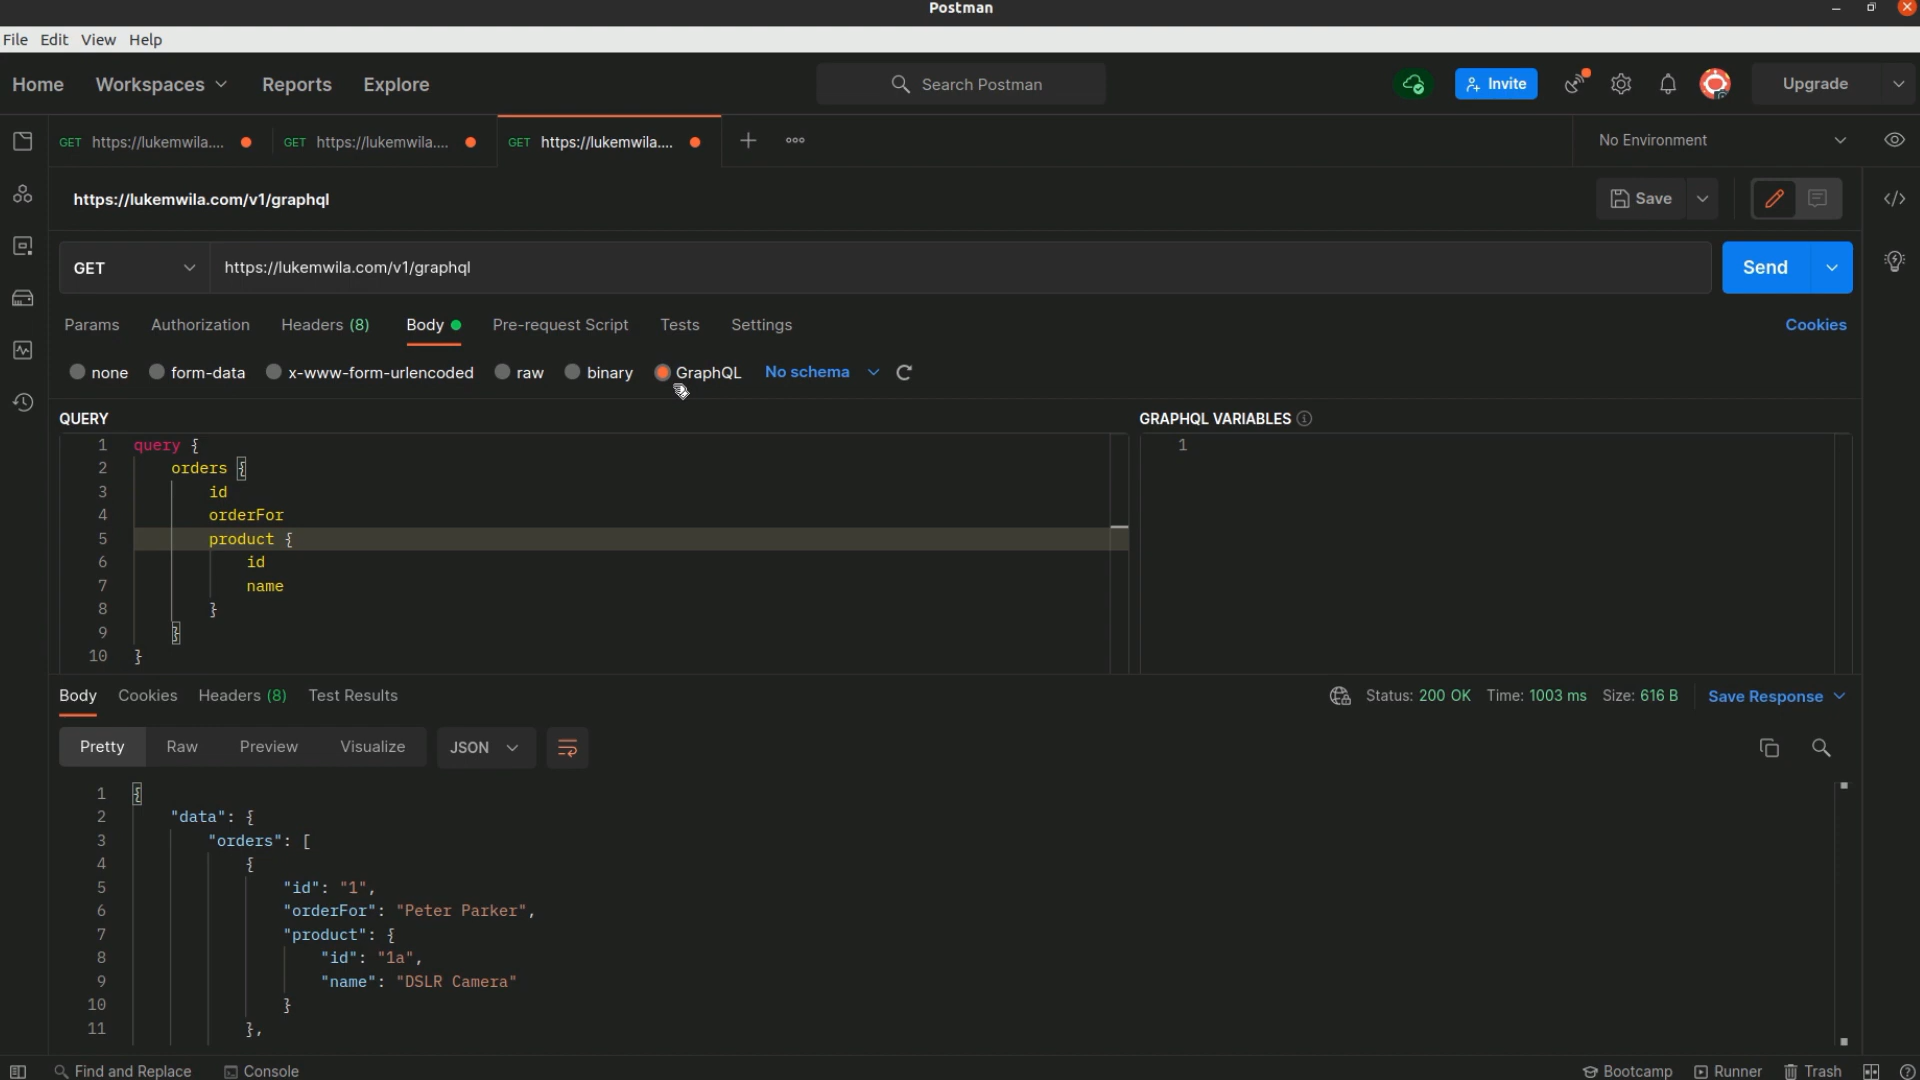 Postman
File Edit View Help
Home Workspaces Reports Explore Search Postman Invite Upgrade
GET https://lukemwila.... GET https://lukemwila.... GET https://lukemwila.... No Environment
https://lukemwila.com/v1/graphql Save
GET https://lukemwila.com/v1/graphql Send
Params Authorization Headers (8) Body Pre-request Script Tests Settings Cookies
none form-data x-www-form-urlencoded raw binary GraphQL No schema
QUERY GRAPHQL VARIABLES
1 query { 1
2 orders {
3 id
4 orderFor
5 product {
6 id
7 name
8 }
9 }
10 }
Body Cookies Headers (8) Test Results Status: 200 OK Time: 1003 ms Size: 616 B Save Response
Pretty Raw Preview Visualize JSON
1 {
2 "data": {
3 "orders": [
4 {
5 "id": "1",
6 "orderFor": "Peter Parker",
7 "product": {
8 "id": "1a",
9 "name": "DSLR Camera"
10 }
11 },
Find and Replace Console Bootcamp Runner Trash